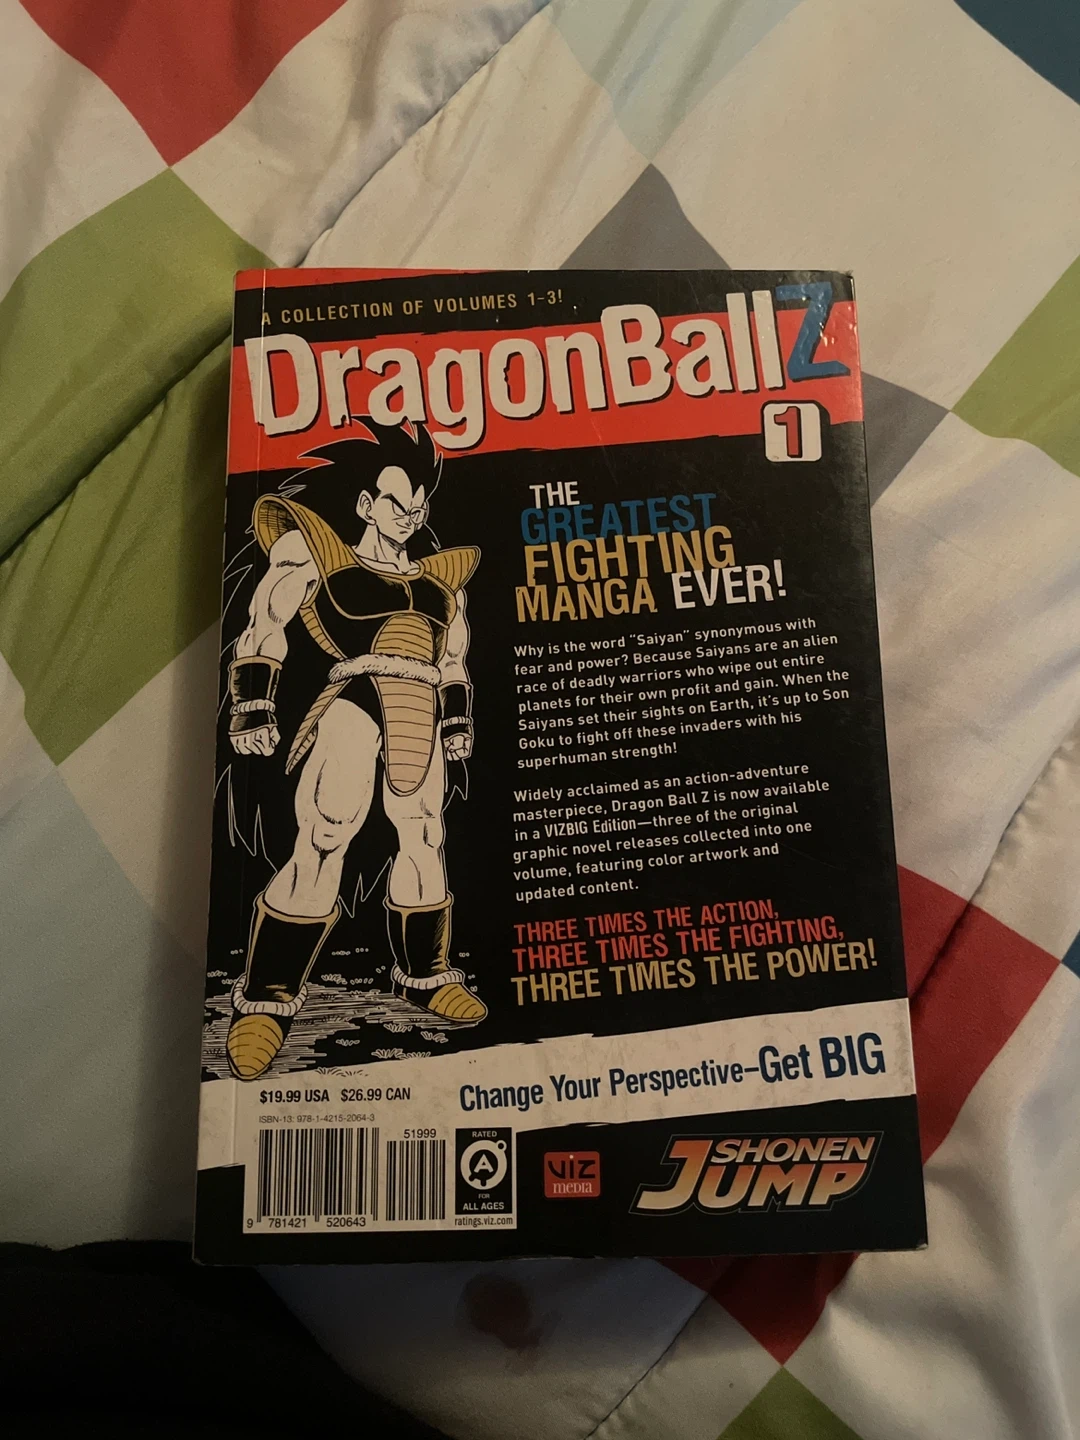 A COLLECTION OF VOLUMES 1-3!
DragonBall Z
1
THE
GREATEST
FIGHTING
MANGA EVER!
Why is the word "Saiyan" synonymous with
fear and power? Because Saiyans are an alien
race of deadly warriors who wipe out entire
planets for their own profit and gain. When the
Saiyans set their sights on Earth, it's up to Son
Goku to fight off these invaders with his
superhuman strength!
Widely acclaimed as an action-adventure
masterpiece, Dragon Ball Z is now available
in a VIZBIG Edition—three of the original
graphic novel releases collected into one
volume, featuring color artwork and
updated content.
THREE TIMES THE ACTION,
THREE TIMES THE FIGHTING,
THREE TIMES THE POWER!
Change Your Perspective–Get BIG
$19.99 USA $26.99 CAN
ISBN-13: 978-1-4215-2064-3
51999
9 781421 520643
RATED
A
FOR
ALL AGES
ratings.viz.com
VIZ
media
SHONEN
JUMP